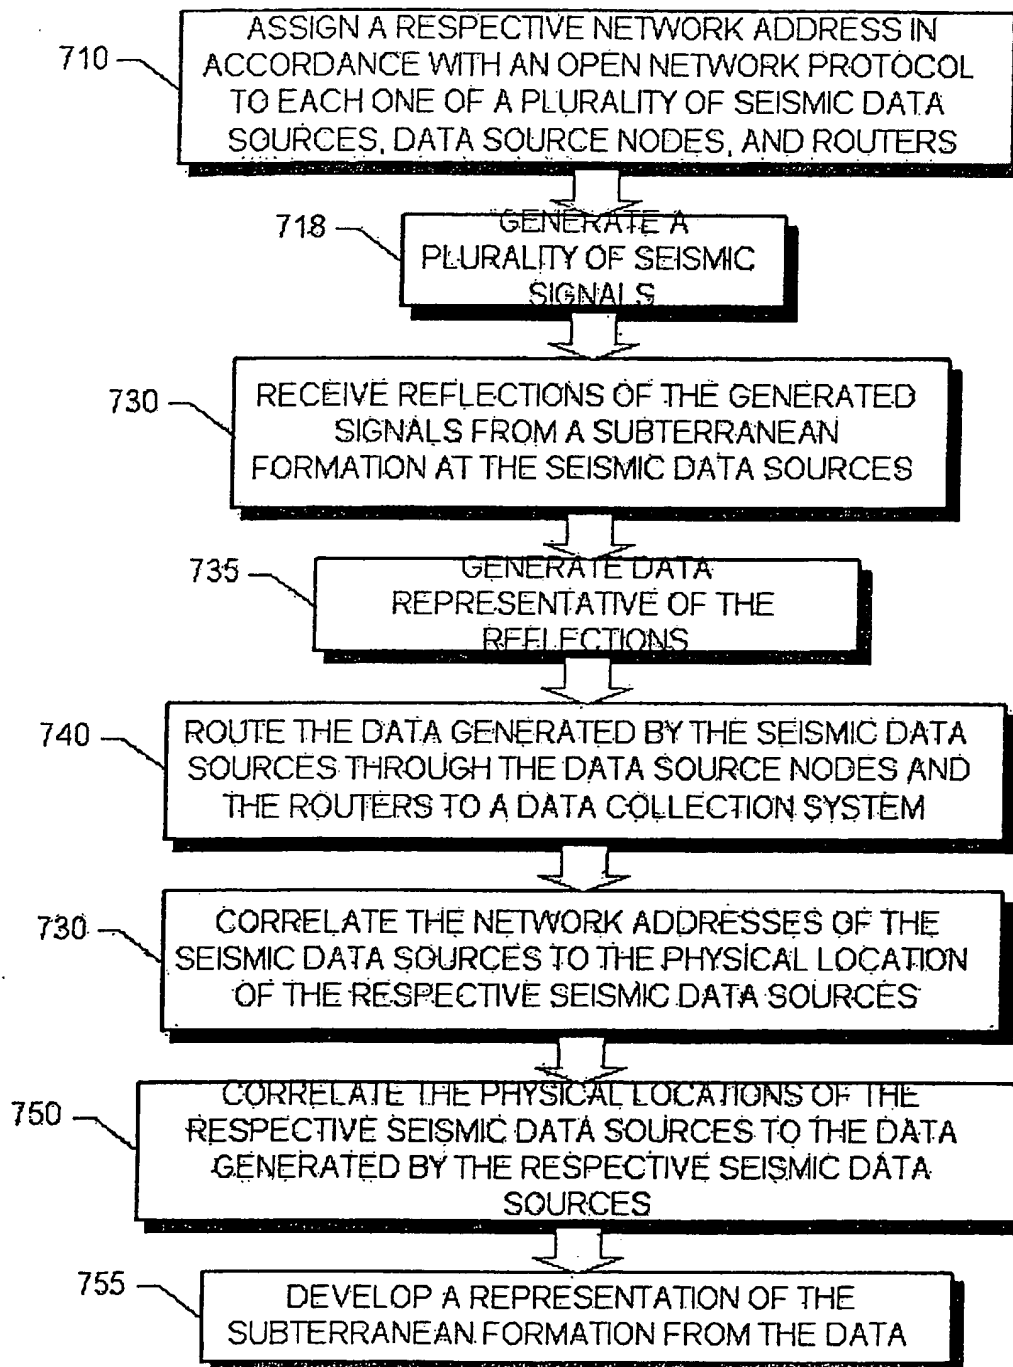 710
ASSIGN A RESPECTIVE NETWORK ADDRESS IN
ACCORDANCE WITH AN OPEN NETWORK PROTOCOL
TO EACH ONE OF A PLURALITY OF SEISMIC DATA
SOURCES, DATA SOURCE NODES, AND ROUTERS
718
GENERATE A
PLURALITY OF SEISMIC
SIGNALS
730
RECEIVE REFLECTIONS OF THE GENERATED
SIGNALS FROM A SUBTERRANEAN
FORMATION AT THE SEISMIC DATA SOURCES
735
GENERATE DATA
REPRESENTATIVE OF THE
REFLECTIONS
740
ROUTE THE DATA GENERATED BY THE SEISMIC DATA
SOURCES THROUGH THE DATA SOURCE NODES AND
THE ROUTERS TO A DATA COLLECTION SYSTEM
730
CORRELATE THE NETWORK ADDRESSES OF THE
SEISMIC DATA SOURCES TO THE PHYSICAL LOCATION
OF THE RESPECTIVE SEISMIC DATA SOURCES
750
CORRELATE THE PHYSICAL LOCATIONS OF THE
RESPECTIVE SEISMIC DATA SOURCES TO THE DATA
GENERATED BY THE RESPECTIVE SEISMIC DATA
SOURCES
755
DEVELOP A REPRESENTATION OF THE
SUBTERRANEAN FORMATION FROM THE DATA